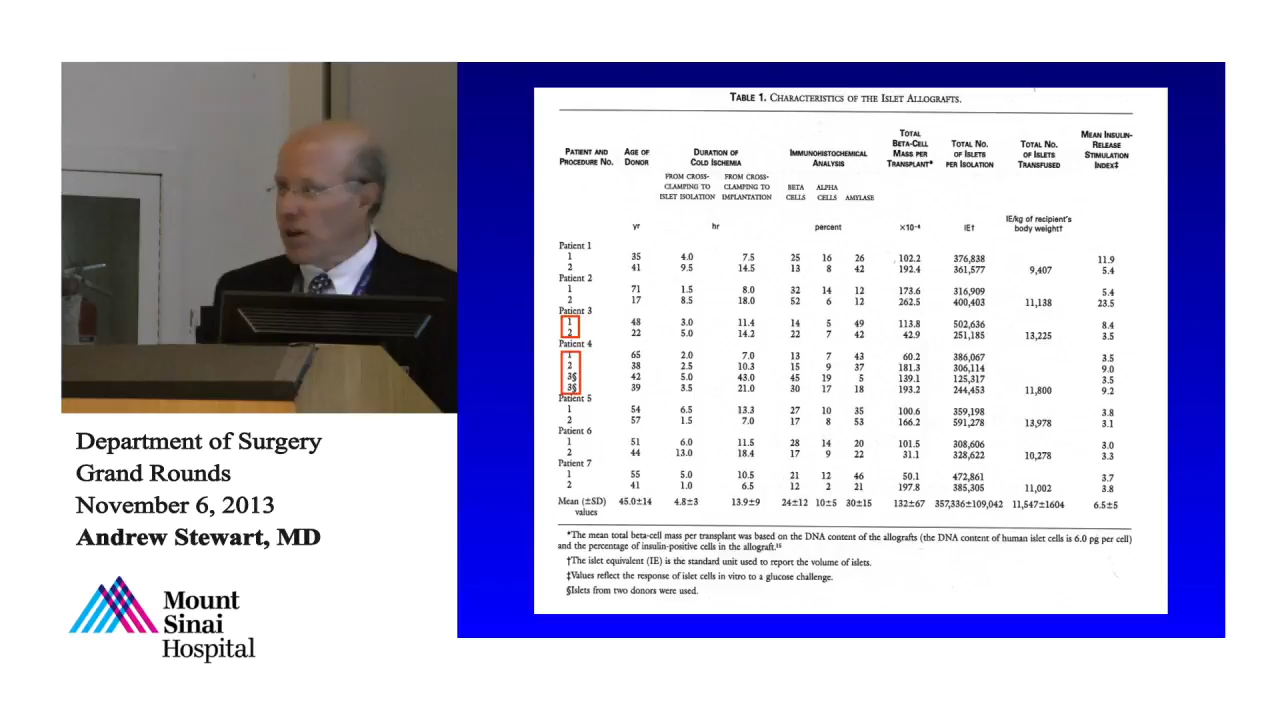 TABLE 1. CHARACTERISTICS OF THE ISLET ALLOGRAFTS.
PATIENT AND PROCEDURE NO. AGE OF DONOR DURATION OF COLD ISCHEMIA IMMUNOHISTOCHEMICAL ANALYSIS TOTAL BETA-CELL MASS PER TRANSPLANT* TOTAL NO. OF ISLETS PER ISOLATION TOTAL NO. OF ISLETS TRANSFUSED MEAN INSULIN-RELEASE STIMULATION INDEX‡
FROM CROSS-CLAMPING TO ISLET ISOLATION FROM CROSS-CLAMPING TO IMPLANTATION BETA CELLS ALPHA CELLS AMYLASE
yr hr percent ×10⁻⁶ IE† IE/kg of recipient's body weight†
Patient 1
1 35 4.0 7.5 25 16 26 102.2 376,838 11.9
2 41 9.5 14.5 13 8 42 192.4 361,577 9,407 5.4
Patient 2
1 71 1.5 8.0 32 14 12 173.6 316,909 5.4
2 17 8.5 18.0 52 6 12 262.5 400,403 11,138 23.5
Patient 3
1 48 3.0 11.4 14 5 49 113.8 502,636 8.4
2 22 5.0 14.2 22 7 42 42.9 251,185 13,225 3.5
Patient 4
1 65 2.0 7.0 13 7 43 60.2 386,067 3.5
2 38 2.5 10.3 15 9 37 181.3 306,114 9.0
3§ 42 5.0 43.0 45 19 5 139.1 125,317 3.5
3§ 39 3.5 21.0 30 17 18 193.2 244,453 11,800 9.2
Patient 5
1 54 6.5 13.3 27 10 35 100.6 359,198 3.8
2 57 1.5 7.0 17 8 53 166.2 591,278 13,978 3.1
Patient 6
1 51 6.0 11.5 28 14 20 101.5 308,606 3.0
2 44 13.0 18.4 17 9 22 31.1 328,622 10,278 3.3
Patient 7
1 55 5.0 10.5 21 12 46 50.1 472,861 3.7
2 41 1.0 6.5 12 2 21 197.8 385,305 11,002 3.8
Mean (±SD) values 45.0±14 4.8±3 13.9±9 24±12 10±5 30±15 132±67 357,336±109,042 11,547±1604 6.5±5
*The mean total beta-cell mass per transplant was based on the DNA content of the allografts (the DNA content of human islet cells is 6.0 pg per cell)
and the percentage of insulin-positive cells in the allograft.¹⁵
†The islet equivalent (IE) is the standard unit used to report the volume of islets.
‡Values reflect the response of islet cells in vitro to a glucose challenge.
§Islets from two donors were used.
Department of Surgery
Grand Rounds
November 6, 2013
Andrew Stewart, MD
Mount
Sinai
Hospital